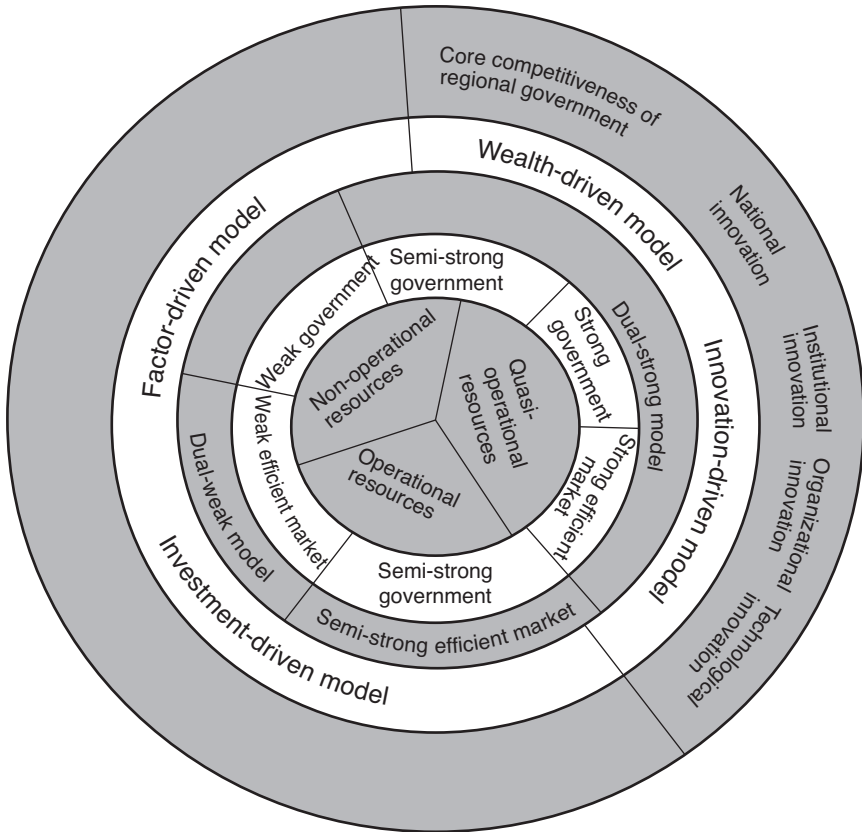 Core competitiveness of
regional government
National
innovation
Institutional
innovation
Organizational
innovation
Technological
innovation
Wealth-driven model
Factor-driven model
Innovation-driven model
Investment-driven model
Dual-strong model
Dual-weak model
Semi-strong efficient market
Semi-strong
government
Weak government
Strong
government
Weak efficient market
Strong efficient
market
Semi-strong
government
Non-operational
resources
Quasi-
operational
resources
Operational
resources